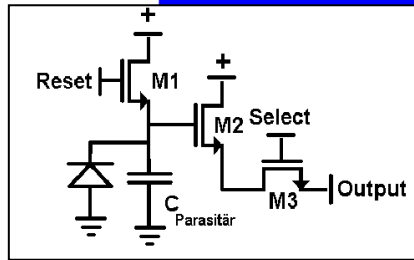 +
+
Reset
M1
M2
Select
C Parasitär
M3
Output